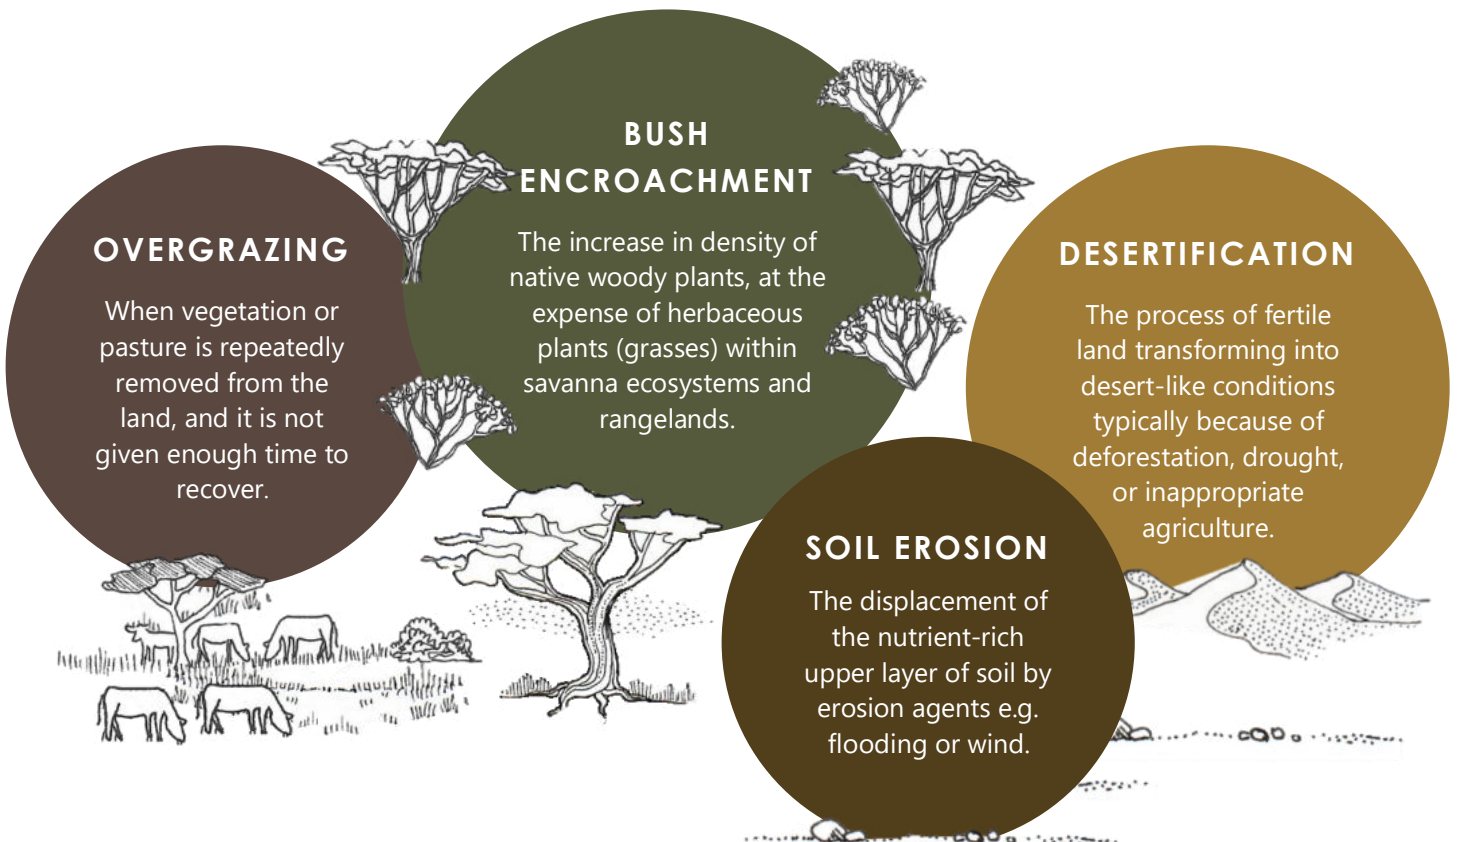 OVERGRAZING
When vegetation or
pasture is repeatedly
removed from the
land, and it is not
given enough time to
recover.
BUSH
ENCROACHMENT
The increase in density of
native woody plants, at the
expense of herbaceous
plants (grasses) within
savanna ecosystems and
rangelands.
SOIL EROSION
The displacement of
the nutrient-rich
upper layer of soil by
erosion agents e.g.
flooding or wind.
DESERTIFICATION
The process of fertile
land transforming into
desert-like conditions
typically because of
deforestation, drought,
or inappropriate
agriculture.